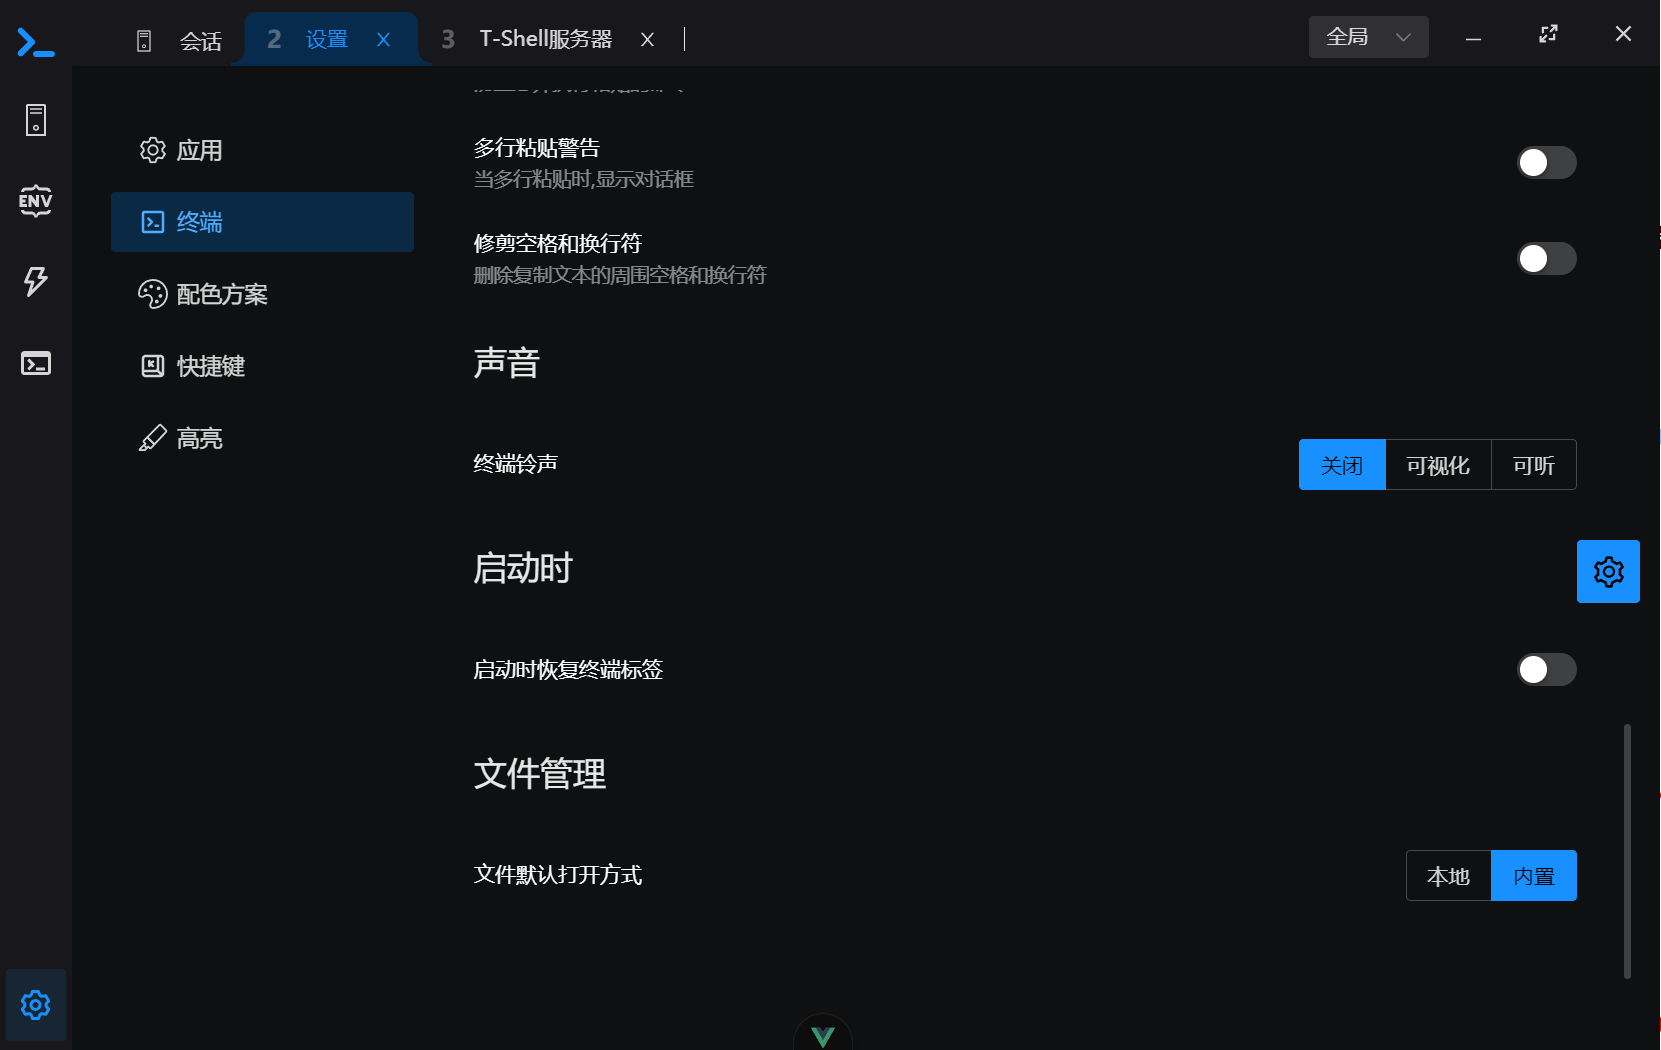 会话
2 设置 X
3 T-Shell服务器 X
全局
ENV
应用
终端
配色方案
快捷键
高亮
多行粘贴警告
当多行粘贴时,显示对话框
修剪空格和换行符
删除复制文本的周围空格和换行符
声音
终端铃声
关闭 可视化 可听
启动时
启动时恢复终端标签
文件管理
文件默认打开方式
本地 内置